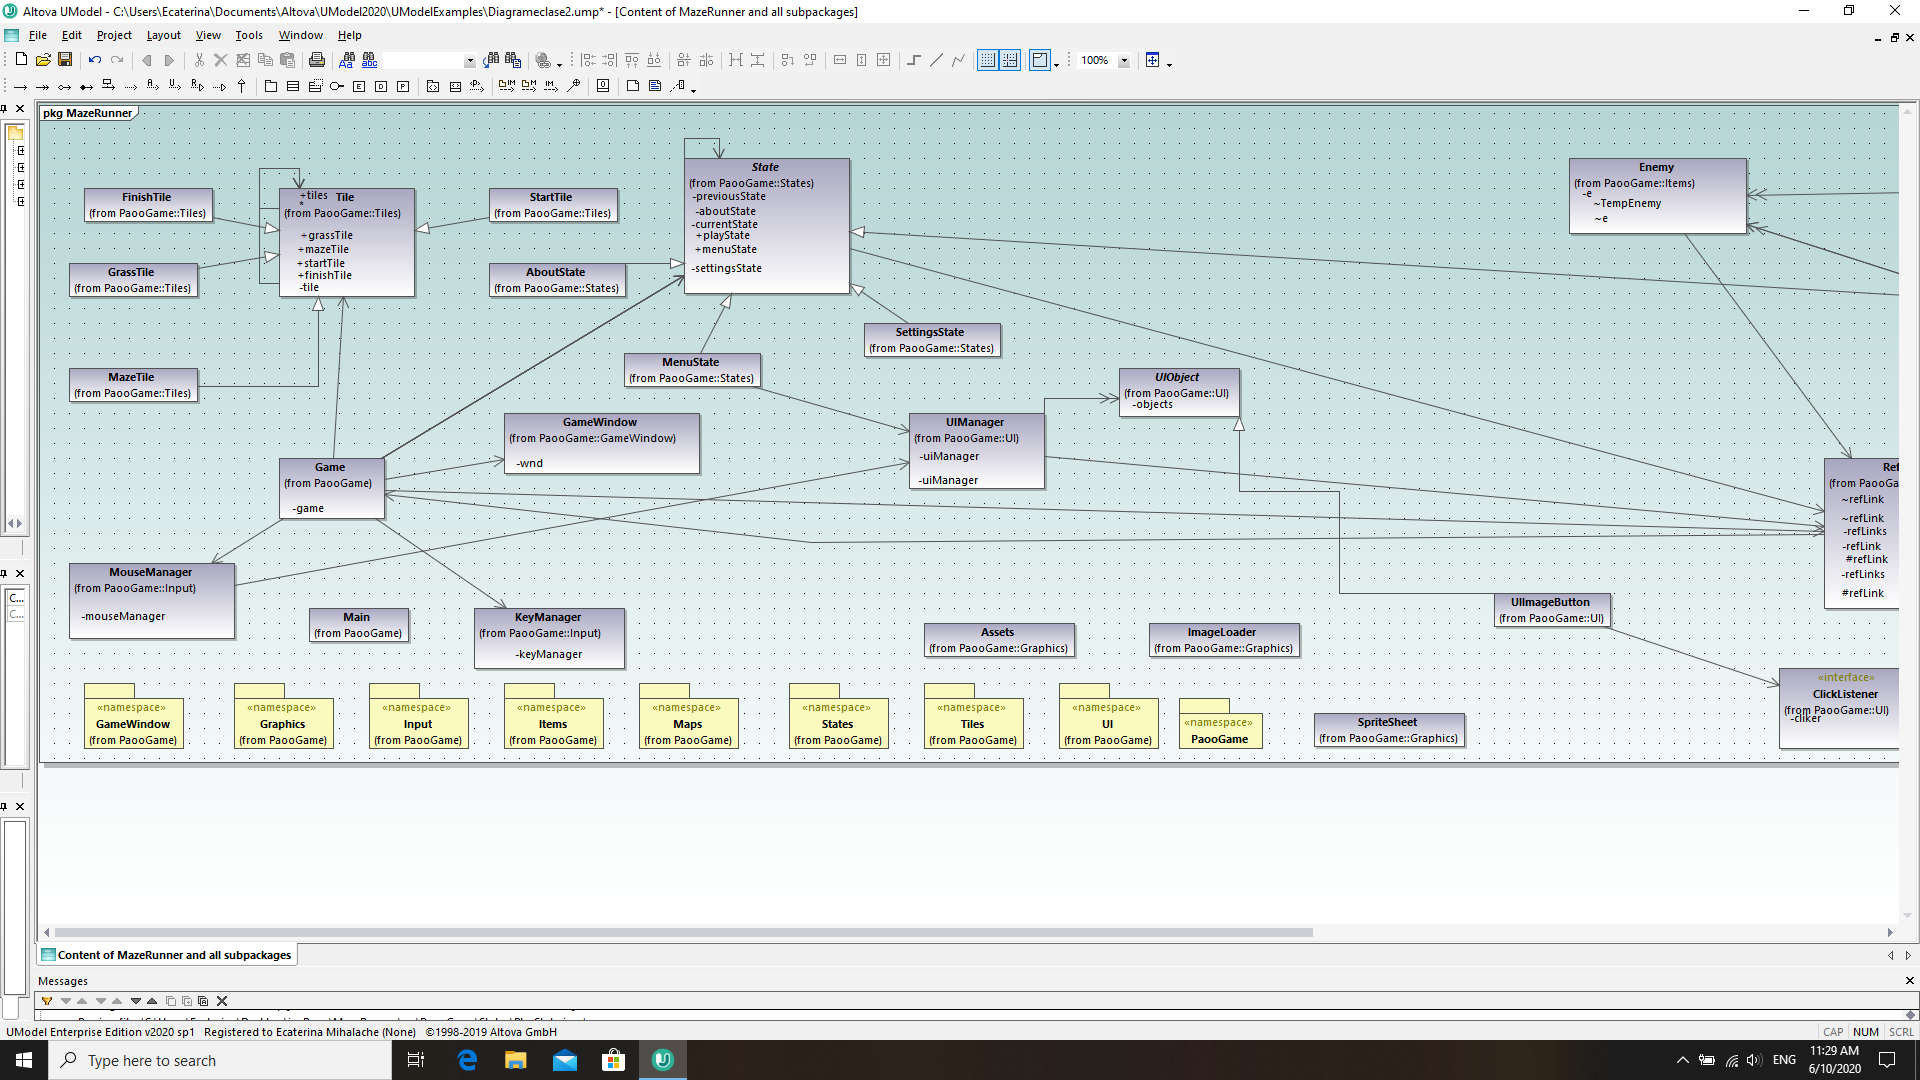 Altova UModel - C:\Users\Ecaterina\Documents\Altova\UModel2020\UModelExamples\Diagrameclase2.ump* - [Content of MazeRunner and all subpackages]
File Edit Project Layout View Tools Window Help
100%
pkg MazeRunner
FinishTile
(from PaooGame::Tiles)
+tiles
*
Tile
(from PaooGame::Tiles)
+grassTile
+mazeTile
+startTile
+finishTile
-tile
StartTile
(from PaooGame::Tiles)
State
(from PaooGame::States)
-previousState
-aboutState
-currentState
+playState
+menuState
-settingsState
Enemy
(from PaooGame::Items)
-e
~TempEnemy
~e
GrassTile
(from PaooGame::Tiles)
AboutState
(from PaooGame::States)
SettingsState
(from PaooGame::States)
MenuState
(from PaooGame::States)
MazeTile
(from PaooGame::Tiles)
UIObject
(from PaooGame::UI)
-objects
GameWindow
(from PaooGame::GameWindow)
-wnd
UIManager
(from PaooGame::UI)
-uiManager
-uiManager
Game
(from PaooGame)
-game
Ref
(from PaooGa
~refLink
~refLink
-refLinks
-refLink
#refLink
-refLinks
#refLink
MouseManager
(from PaooGame::Input)
-mouseManager
Main
(from PaooGame)
KeyManager
(from PaooGame::Input)
-keyManager
Assets
(from PaooGame::Graphics)
ImageLoader
(from PaooGame::Graphics)
UIImageButton
(from PaooGame::UI)
«interface»
ClickListener
(from PaooGame::UI)
-cliker
«namespace»
GameWindow
(from PaooGame)
«namespace»
Graphics
(from PaooGame)
«namespace»
Input
(from PaooGame)
«namespace»
Items
(from PaooGame)
«namespace»
Maps
(from PaooGame)
«namespace»
States
(from PaooGame)
«namespace»
Tiles
(from PaooGame)
«namespace»
UI
(from PaooGame)
«namespace»
PaooGame
SpriteSheet
(from PaooGame::Graphics)
C...
C...
Content of MazeRunner and all subpackages
Messages
UModel Enterprise Edition v2020 sp1 Registered to Ecaterina Mihalache (None) ©1998-2019 Altova GmbH
CAP NUM SCRL
Type here to search
ENG
11:29 AM
6/10/2020